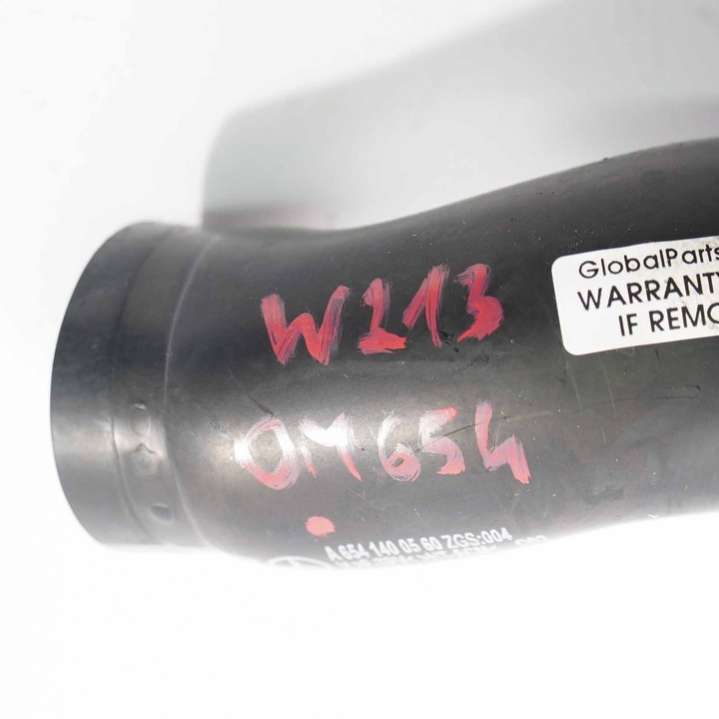 GlobalParts
WARRANTY
IF REMO
W213
OM654
A 654 140 05 60 ZGS:004